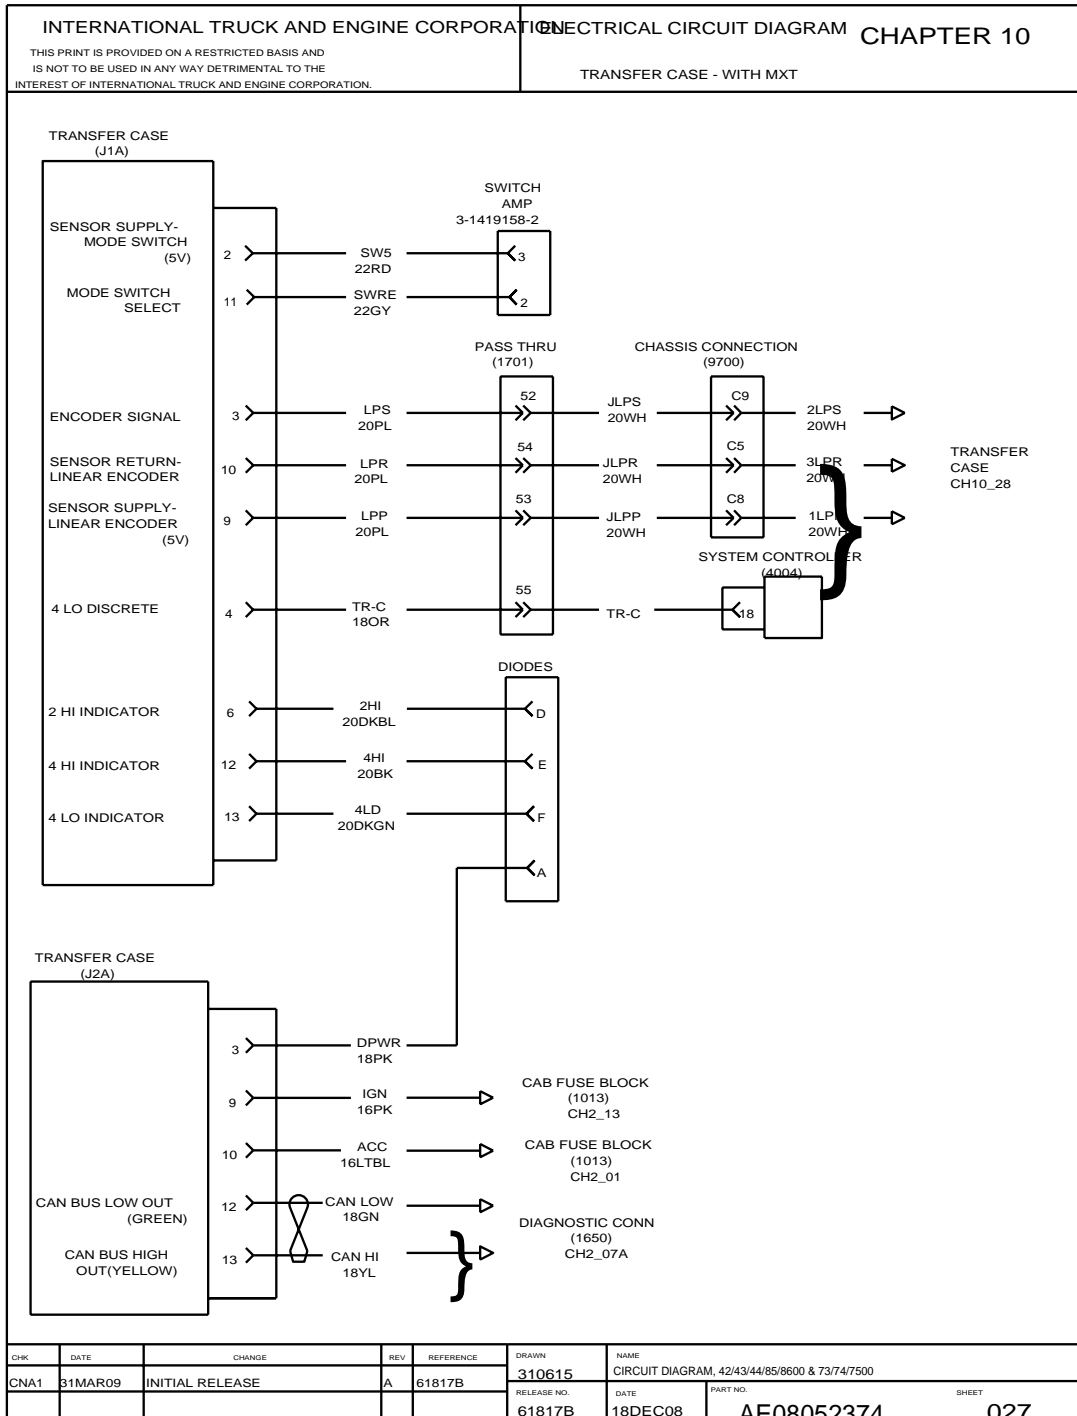 INTERNATIONAL TRUCK AND ENGINE CORPORATION
THIS PRINT IS PROVIDED ON A RESTRICTED BASIS AND
IS NOT TO BE USED IN ANY WAY DETRIMENTAL TO THE
INTEREST OF INTERNATIONAL TRUCK AND ENGINE CORPORATION.
ELECTRICAL CIRCUIT DIAGRAM
CHAPTER 10
TRANSFER CASE - WITH MXT
TRANSFER CASE
(J1A)
SWITCH
AMP
3-1419158-2
SENSOR SUPPLY-
MODE SWITCH
(5V)
2
SW5
22RD
3
MODE SWITCH
SELECT
11
SWRE
22GY
2
PASS THRU
(1701)
CHASSIS CONNECTION
(9700)
ENCODER SIGNAL
3
LPS
20PL
52
JLPS
20WH
C9
2LPS
20WH
SENSOR RETURN-
LINEAR ENCODER
10
LPR
20PL
54
JLPR
20WH
C5
3LPR
20WH
TRANSFER
CASE
CH10_28
SENSOR SUPPLY-
LINEAR ENCODER
(5V)
9
LPP
20PL
53
JLPP
20WH
C8
20WH
SYSTEM CONTROLLER
(4004)
4 LO DISCRETE
4
TR-C
18OR
55
TR-C
18
DIODES
2 HI INDICATOR
6
2HI
20DKBL
D
4 HI INDICATOR
12
4HI
20BK
E
4 LO INDICATOR
13
4LD
20DKGN
F
A
TRANSFER CASE
(J2A)
3
DPWR
18PK
9
IGN
16PK
CAB FUSE BLOCK
(1013)
CH2_13
10
ACC
16LTBL
CAB FUSE BLOCK
(1013)
CH2_01
CAN BUS LOW OUT
(GREEN)
12
CAN LOW
18GN
DIAGNOSTIC CONN
(1650)
CH2_07A
CAN BUS HIGH
OUT(YELLOW)
13
CAN HI
18YL
CHK DATE CHANGE REV REFERENCE
CNA1 31MAR09 INITIAL RELEASE A 61817B
DRAWN
310615
NAME
CIRCUIT DIAGRAM, 42/43/44/85/8600 & 73/74/7500
RELEASE NO.
61817B
DATE
18DEC08
PART NO.
AE08052374
SHEET
027